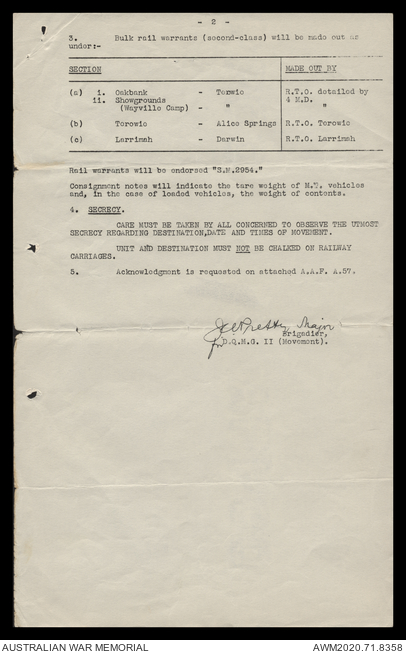 - 2 -
3. Bulk rail warrants (second-class) will be made out as
under:-
SECTION MADE OUT BY
(a) i. Oakbank - Terowie R.T.O. detailed by
ii. Showgrounds 4 M.D.
(Wayville Camp) - " "
(b) Terowie - Alice Springs R.T.O. Terowie
(c) Larrimah - Darwin R.T.O. Larrimah
Rail warrants will be endorsed "S.M.2954."
Consignment notes will indicate the tare weight of M.T. vehicles
and, in the case of loaded vehicles, the weight of contents.
4. SECRECY.
CARE MUST BE TAKEN BY ALL CONCERNED TO OBSERVE THE UTMOST
SECRECY REGARDING DESTINATION,DATE AND TIMES OF MOVEMENT.
UNIT AND DESTINATION MUST NOT BE CHALKED ON RAILWAY
CARRIAGES.
5. Acknowledgment is requested on attached A.A.F. A.57.
Major
Brigadier,
for D.Q.M.G. II (Movement).
AUSTRALIAN WAR MEMORIAL AWM2020.71.8358